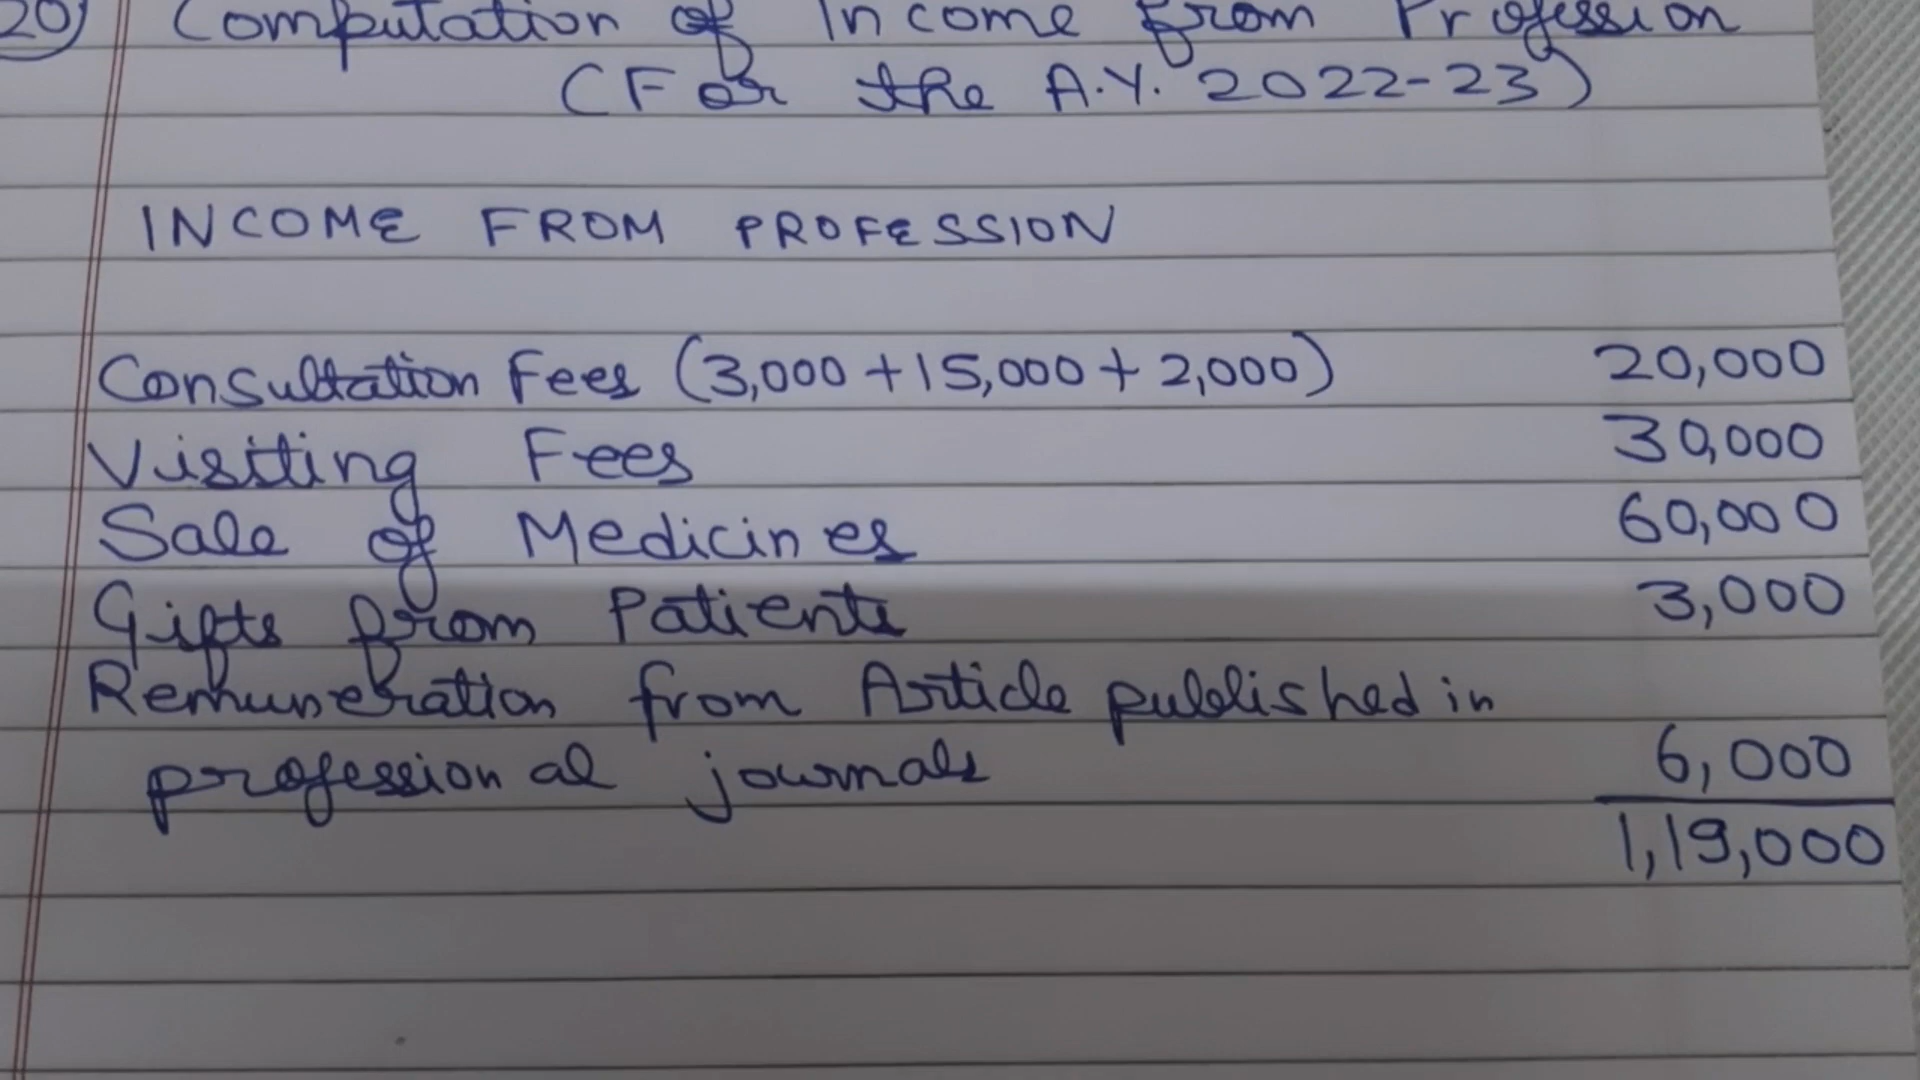 20) Computation of Income from Profession
(For the A.Y. 2022-23)
INCOME FROM PROFESSION
Consultation Fees (3,000 + 15,000 + 2,000) 20,000
Visiting Fees 30,000
Sale of Medicines 60,000
Gifts from Patients 3,000
Remuneration from Article published in
professional journals 6,000
1,19,000